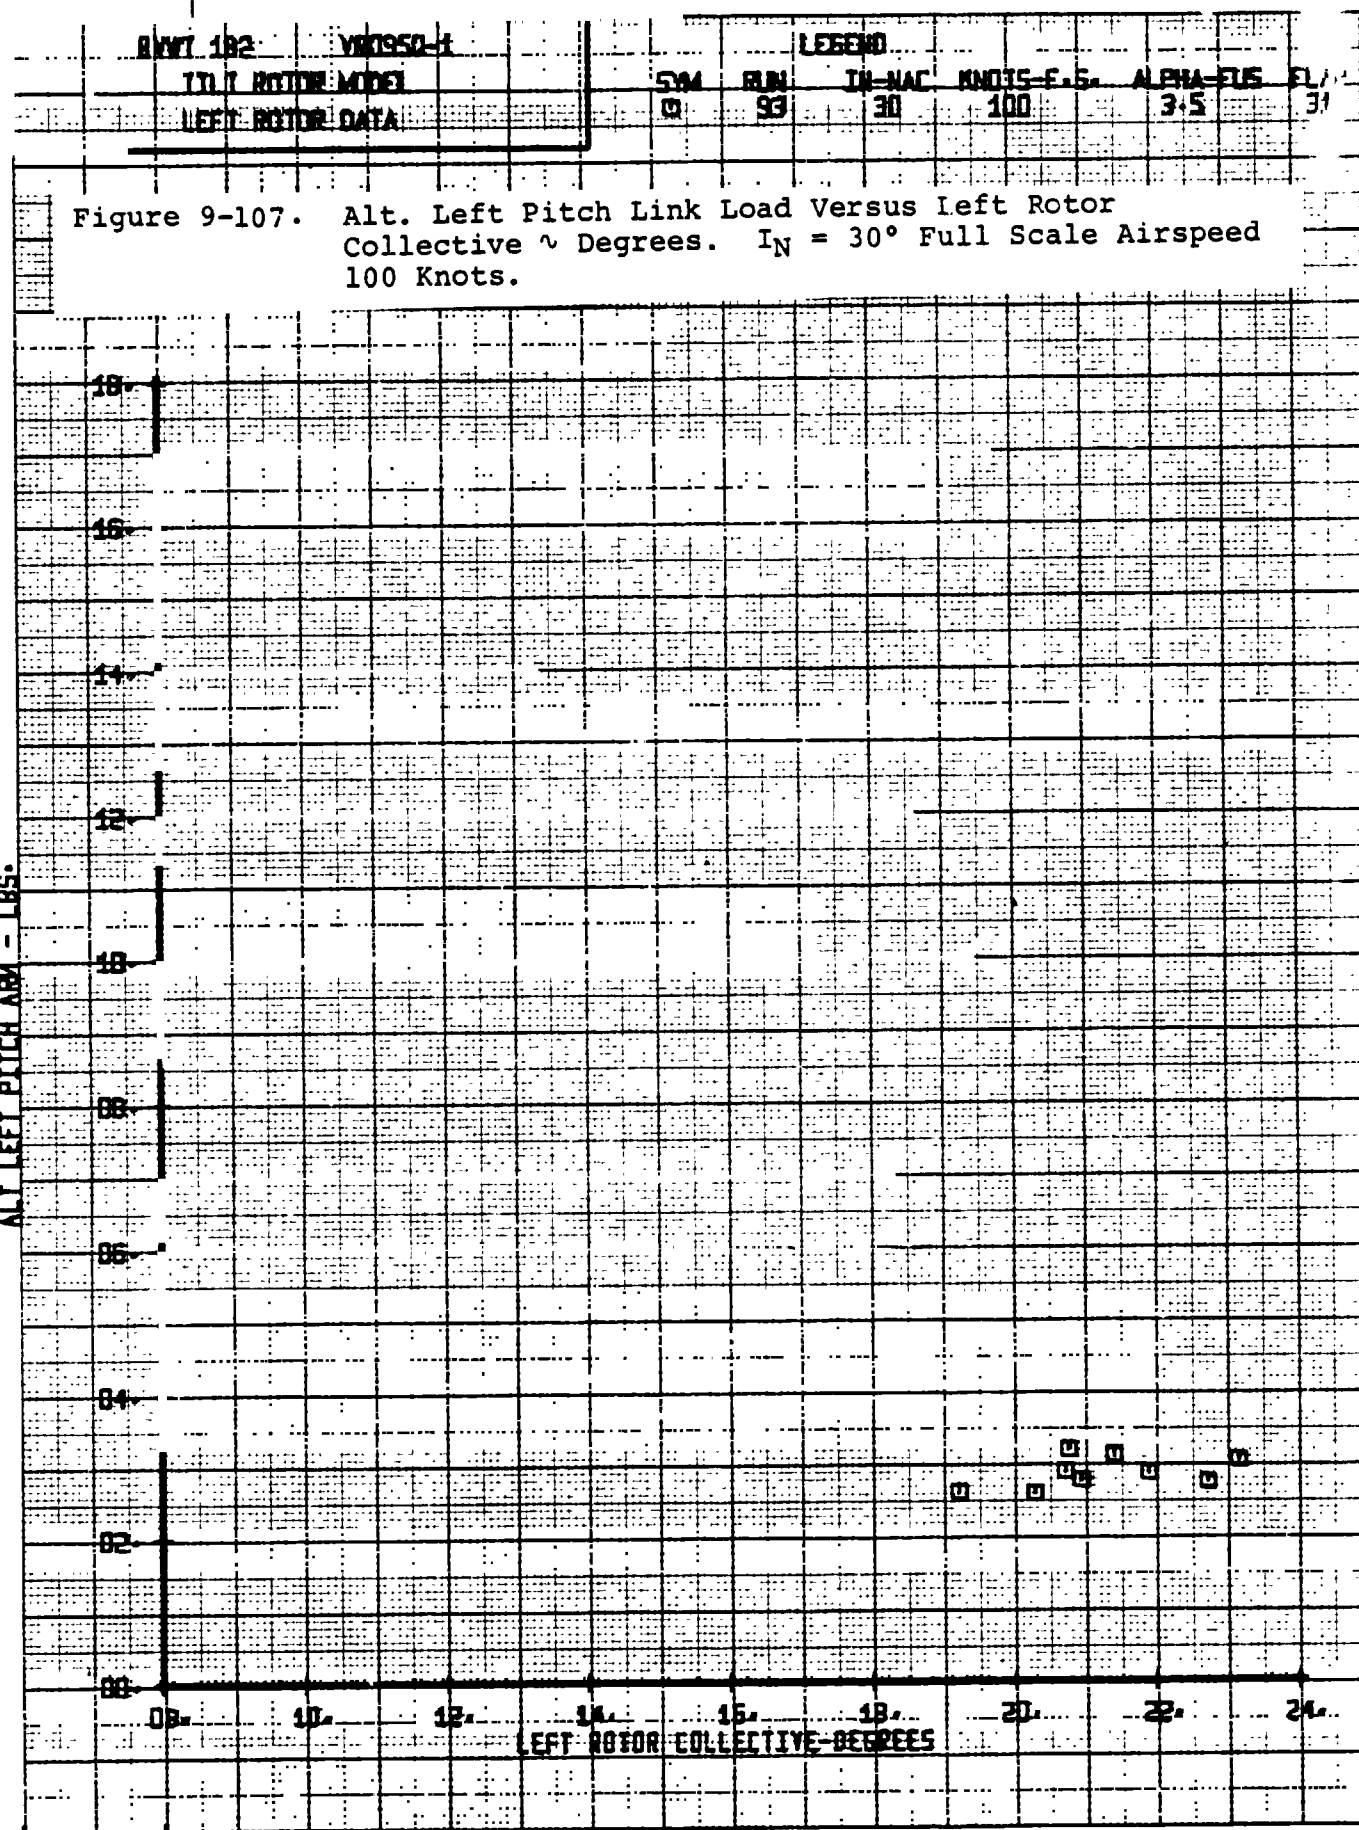 BVWT 182 VR0950-1
TILT ROTOR MODEL
LEFT ROTOR DATA
LEGEND
SYM RUN IN-NAC KNOTS-F.S. ALPHA-FUS
93 30 100 3.5
Figure 9-107. Alt. Left Pitch Link Load Versus Left Rotor
Collective ~ Degrees. IN = 30° Full Scale Airspeed
100 Knots.
18.
16.
14.
12.
10.
08.
06.
04.
02.
00.
ALT LEFT PITCH ARM - LBS.
08. 10. 12. 14. 16. 18. 20. 22. 24.
LEFT ROTOR COLLECTIVE-DEGREES